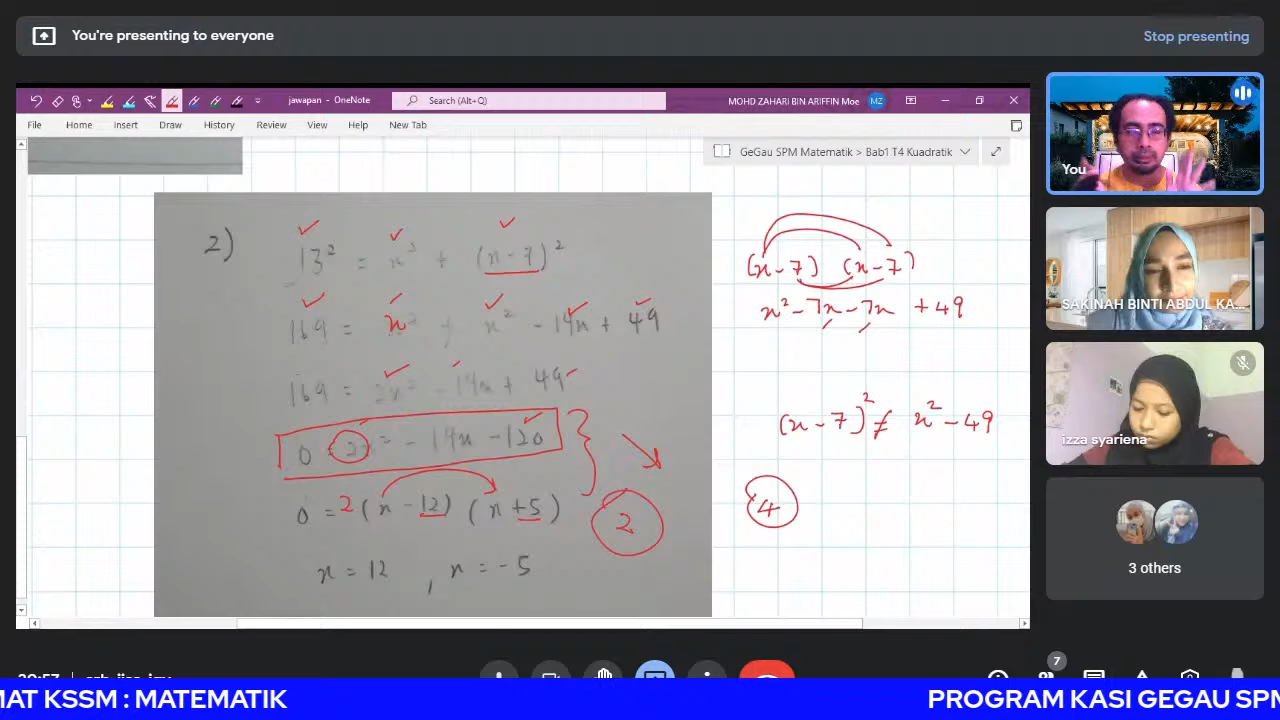 You're presenting to everyone
Stop presenting
jawapan - OneNote
Search (Alt+Q)
MOHD ZAHARI BIN ARIFFIN Moe
MZ
File Home Insert Draw History Review View Help New Tab
GeGau SPM Matematik > Bab1 T4 Kuadratik
2)
13² = x² + (x - 7)²
169 = x² + x² - 14x + 49
169 = 2x² - 14x + 49
0 = 2x² - 14x - 120
0 = 2 (x - 12) (x + 5)
x = 12 , x = - 5
2
(x - 7) (x - 7)
x² - 7x - 7x + 49
(x - 7)² ≠ x² - 49
4
You
SAKINAH BINTI ABDUL KA...
izza syariena
3 others
7
MAT KSSM : MATEMATIK
PROGRAM KASI GEGAU SPM